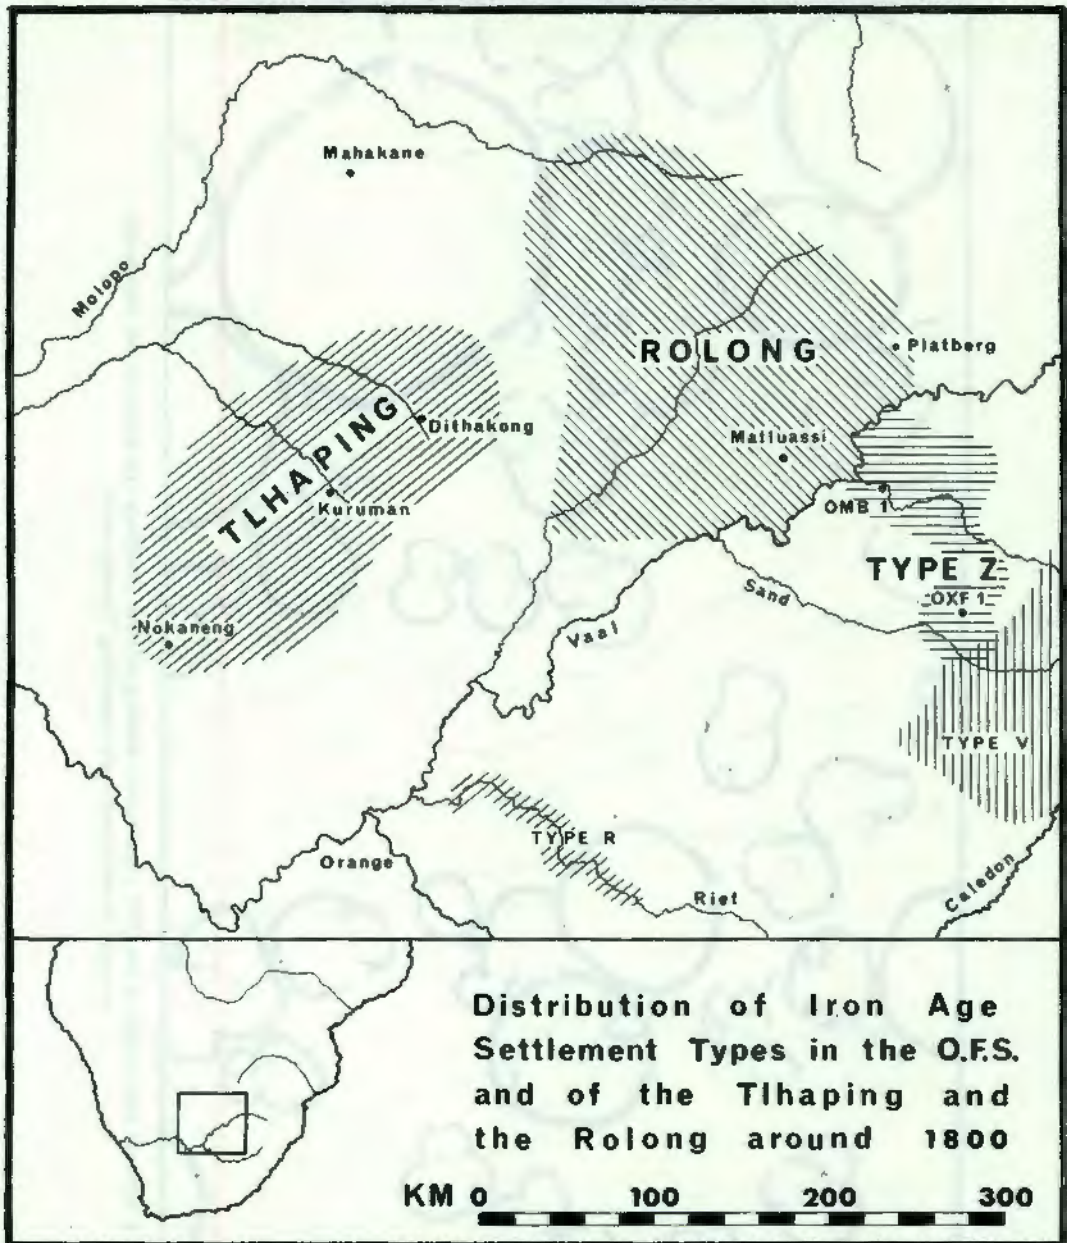 Mahakane
Molopo
ROLONG
Platberg
TLHAPING
Dithakong
Matluassi
Kuruman
OMB 1
TYPE Z
OXF 1
Sand
Nokaneng
Vaal
TYPE V
TYPE R
Orange
Riet
Caledon
Distribution of Iron Age
Settlement Types in the O.F.S.
and of the Tlhaping and
the Rolong around 1800
KM 0 100 200 300